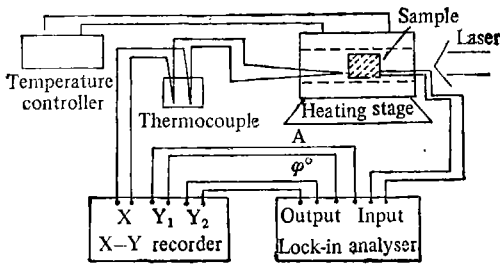 Sample
Laser
Temperature
controller
Thermocouple
Heating stage
A
φ°
X Y₁ Y₂
X-Y recorder
Output Input
Lock-in analyser